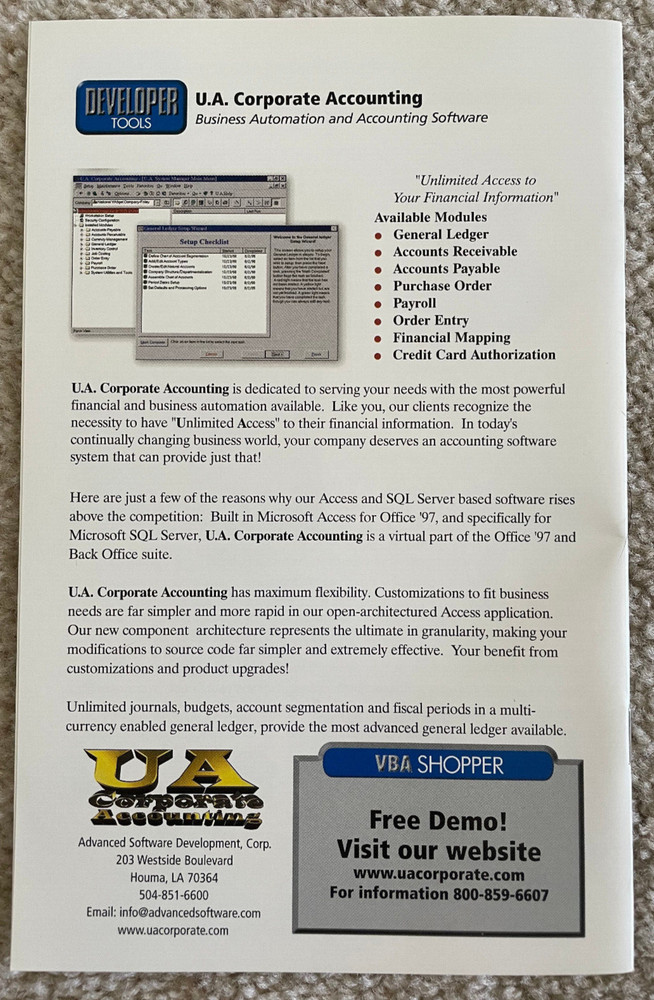 DEVELOPER
TOOLS
U.A. Corporate Accounting
Business Automation and Accounting Software
"Unlimited Access to
Your Financial Information"
Available Modules
General Ledger
Accounts Receivable
Accounts Payable
Purchase Order
Payroll
Order Entry
Financial Mapping
Credit Card Authorization
General Ledger Setup Wizard
Setup Checklist
U.A. Corporate Accounting is dedicated to serving your needs with the most powerful
financial and business automation available. Like you, our clients recognize the
necessity to have "Unlimited Access" to their financial information. In today's
continually changing business world, your company deserves an accounting software
system that can provide just that!
Here are just a few of the reasons why our Access and SQL Server based software rises
above the competition: Built in Microsoft Access for Office '97, and specifically for
Microsoft SQL Server, U.A. Corporate Accounting is a virtual part of the Office '97 and
Back Office suite.
U.A. Corporate Accounting has maximum flexibility. Customizations to fit business
needs are far simpler and more rapid in our open-architectured Access application.
Our new component architecture represents the ultimate in granularity, making your
modifications to source code far simpler and extremely effective. Your benefit from
customizations and product upgrades!
Unlimited journals, budgets, account segmentation and fiscal periods in a multi-
currency enabled general ledger, provide the most advanced general ledger available.
UA
Corporate
Accounting
Advanced Software Development, Corp.
203 Westside Boulevard
Houma, LA 70364
504-851-6600
Email: info@advancedsoftware.com
www.uacorporate.com
VBA SHOPPER
Free Demo!
Visit our website
www.uacorporate.com
For information 800-859-6607